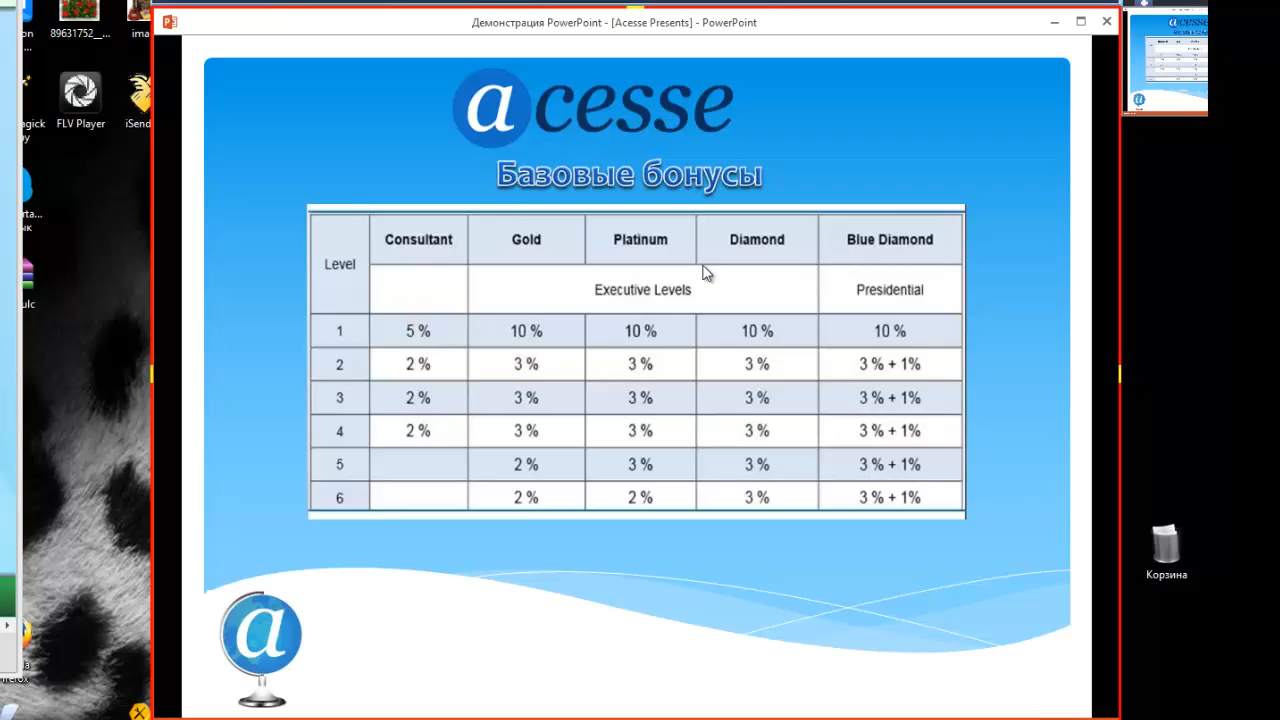 89631752__...
ima
Демонстрация PowerPoint - [Acesse Presents] - PowerPoint
FLV Player
iSend
acesse
Базовые бонусы
Level Consultant Gold Platinum Diamond Blue Diamond
Executive Levels Presidential
1 5 % 10 % 10 % 10 % 10 %
2 2 % 3 % 3 % 3 % 3 % + 1%
3 2 % 3 % 3 % 3 % 3 % + 1%
4 2 % 3 % 3 % 3 % 3 % + 1%
5 2 % 3 % 3 % 3 % + 1%
6 2 % 2 % 3 % 3 % + 1%
a
Корзина